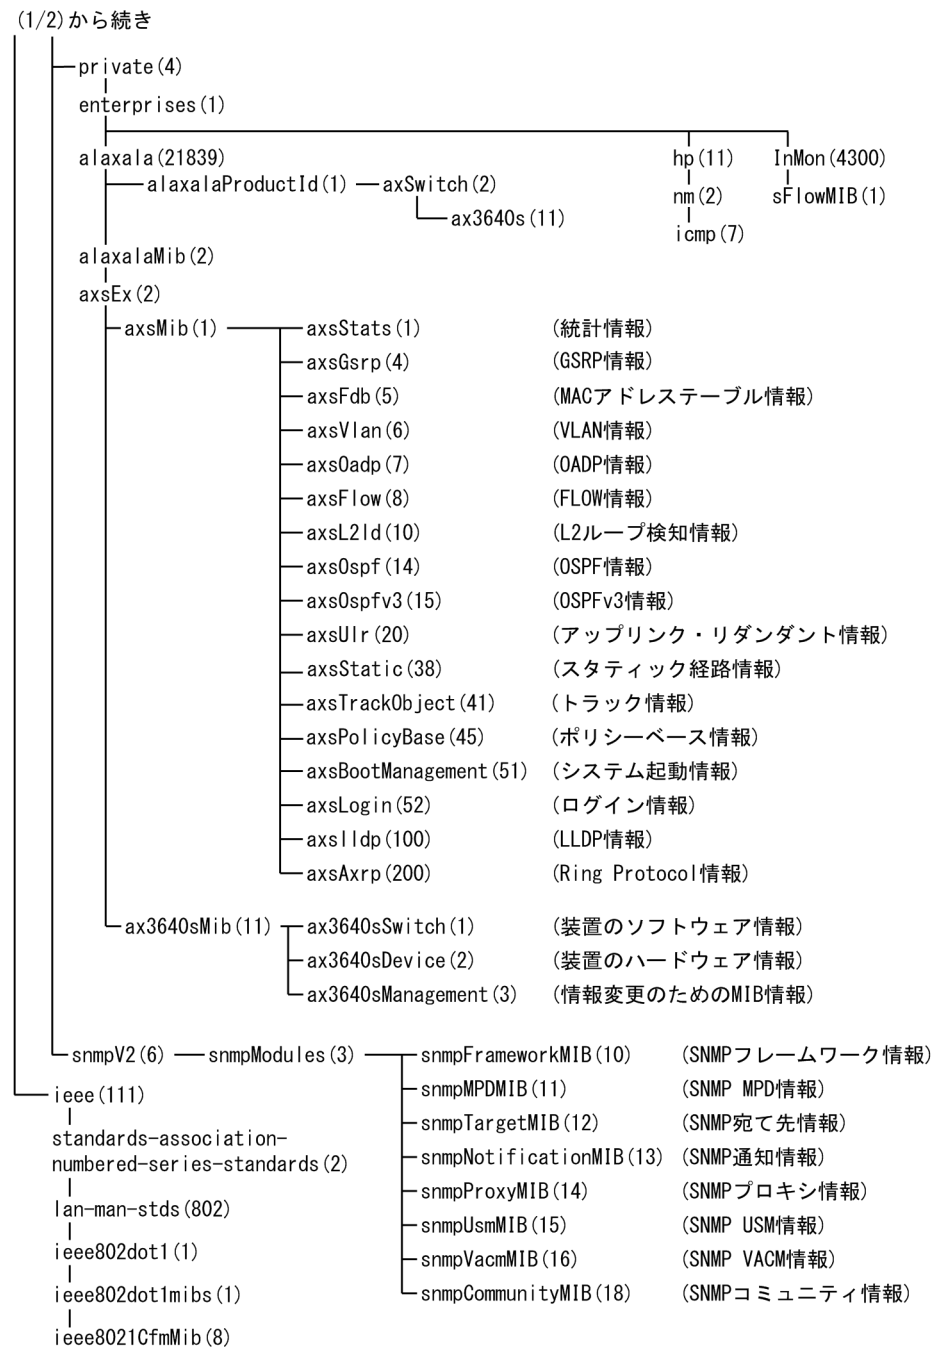 (1/2)から続き
private(4)
enterprises(1)
alaxala(21839) hp(11) InMon(4300)
alaxalaProductId(1) axSwitch(2) nm(2) sFlowMIB(1)
ax3640s(11) icmp(7)
alaxalaMib(2)
axsEx(2)
axsMib(1) axsStats(1) (統計情報)
axsGsrp(4) (GSRP情報)
axsFdb(5) (MACアドレステーブル情報)
axsVlan(6) (VLAN情報)
axsOadp(7) (OADP情報)
axsFlow(8) (FLOW情報)
axsL2ld(10) (L2ループ検知情報)
axsOspf(14) (OSPF情報)
axsOspfv3(15) (OSPFv3情報)
axsUlr(20) (アップリンク・リダンダント情報)
axsStatic(38) (スタティック経路情報)
axsTrackObject(41) (トラック情報)
axsPolicyBase(45) (ポリシーベース情報)
axsBootManagement(51) (システム起動情報)
axsLogin(52) (ログイン情報)
axslldp(100) (LLDP情報)
axsAxrp(200) (Ring Protocol情報)
ax3640sMib(11) ax3640sSwitch(1) (装置のソフトウェア情報)
ax3640sDevice(2) (装置のハードウェア情報)
ax3640sManagement(3) (情報変更のためのMIB情報)
snmpV2(6) snmpModules(3) snmpFrameworkMIB(10) (SNMPフレームワーク情報)
ieee(111) snmpMPDMIB(11) (SNMP MPD情報)
snmpTargetMIB(12) (SNMP宛て先情報)
standards-association-
numbered-series-standards(2) snmpNotificationMIB(13) (SNMP通知情報)
snmpProxyMIB(14) (SNMPプロキシ情報)
lan-man-stds(802) snmpUsmMIB(15) (SNMP USM情報)
ieee802dot1(1) snmpVacmMIB(16) (SNMP VACM情報)
ieee802dot1mibs(1) snmpCommunityMIB(18) (SNMPコミュニティ情報)
ieee8021CfmMib(8)